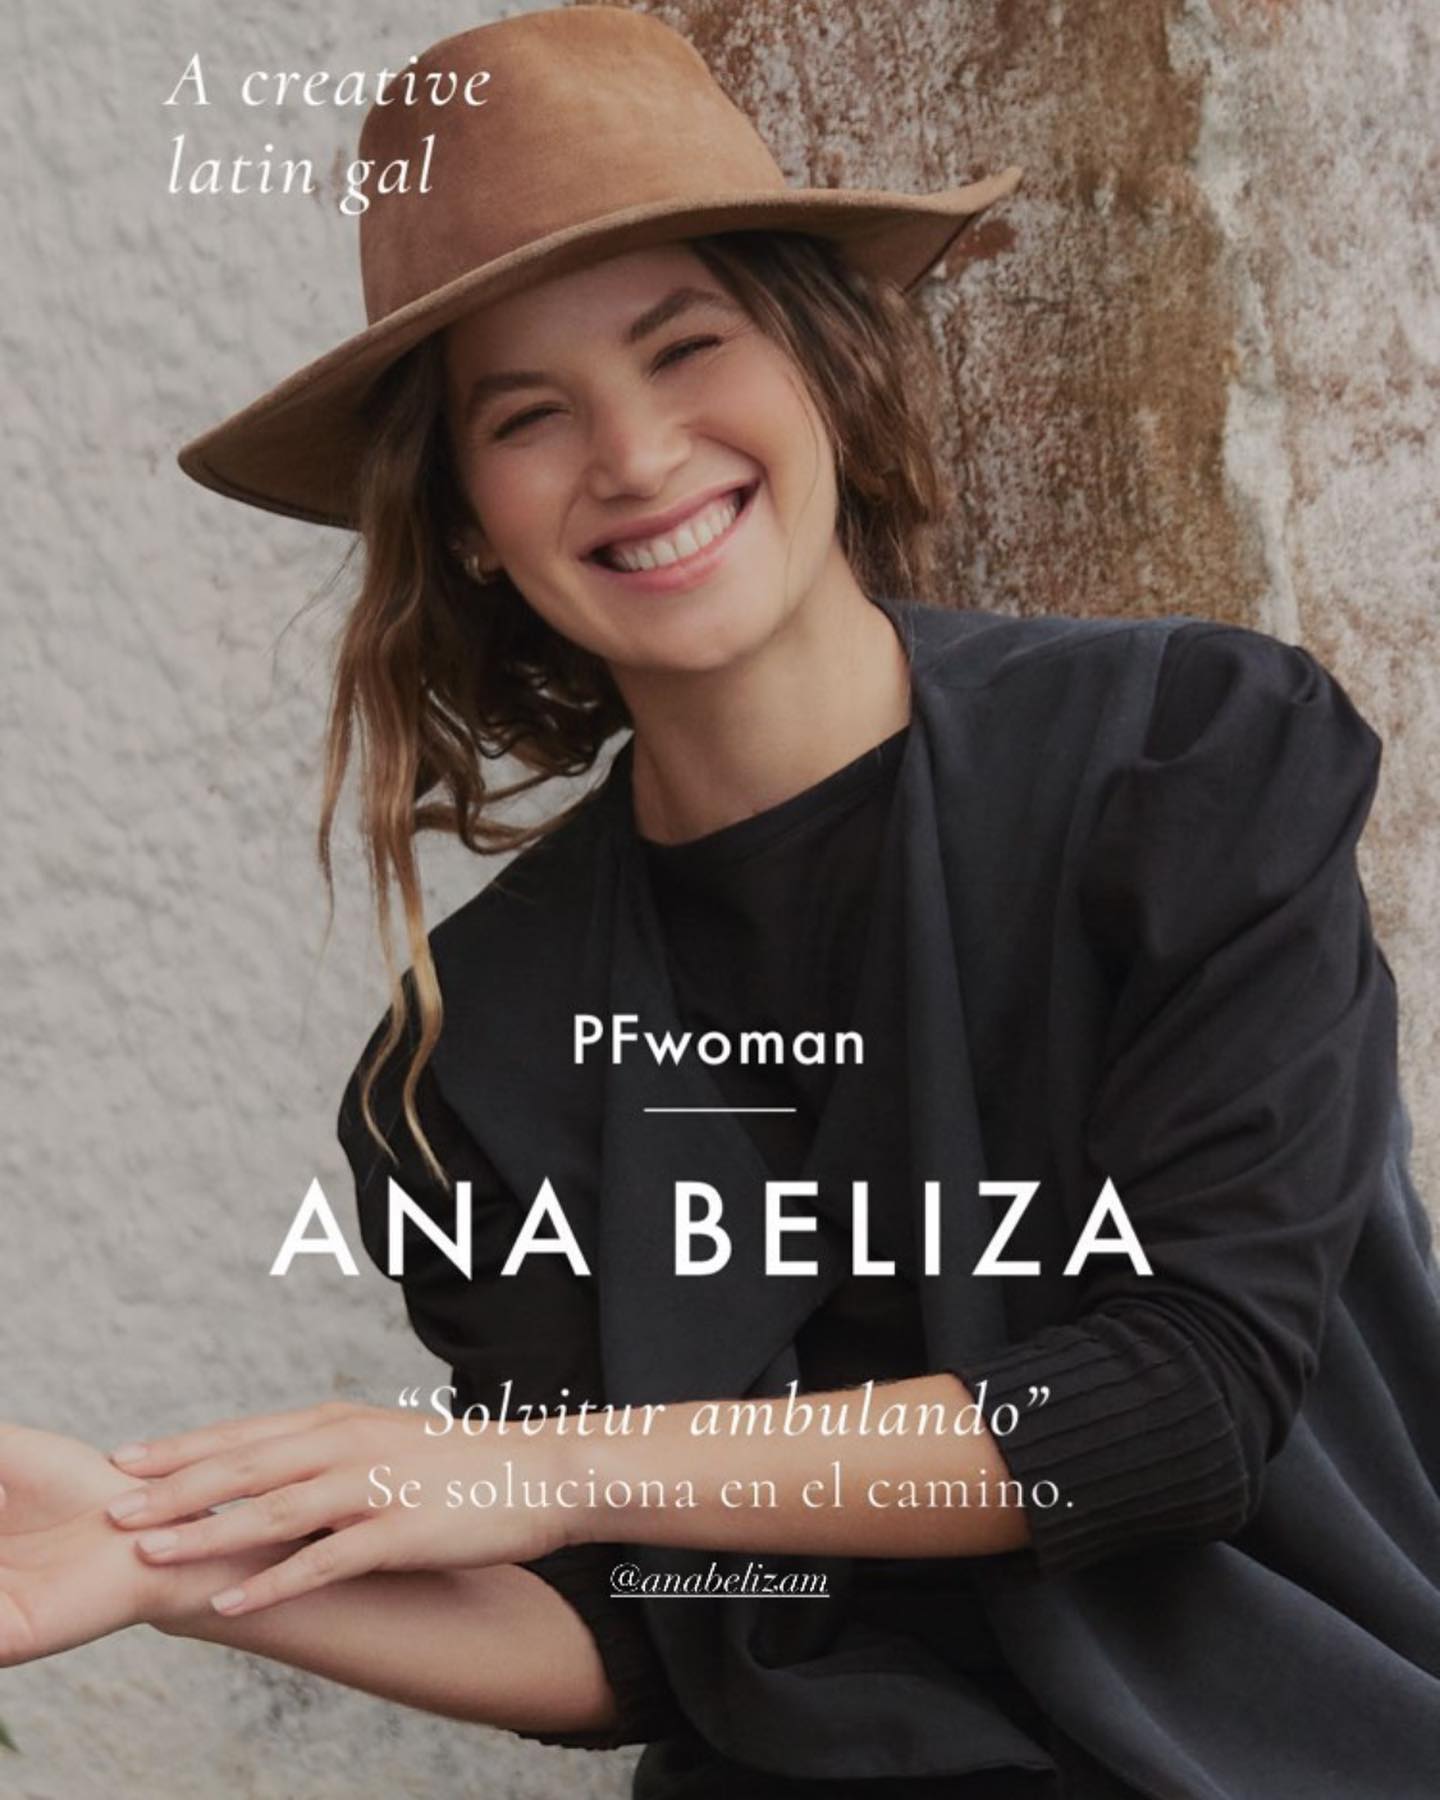 A creative
latin gal
PFwoman
ANA BELIZA
“Solvitur ambulando”
Se soluciona en el camino.
@anabelizam